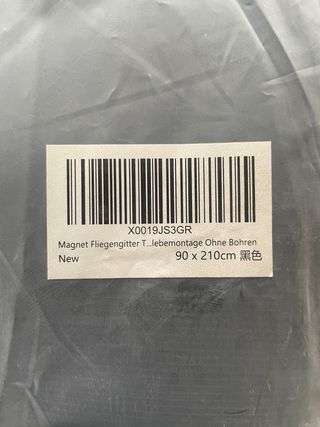 X0019JS3GR
Magnet Fliegengitter T...lebemontage Ohne Bohren
New 90 x 210cm 黑色